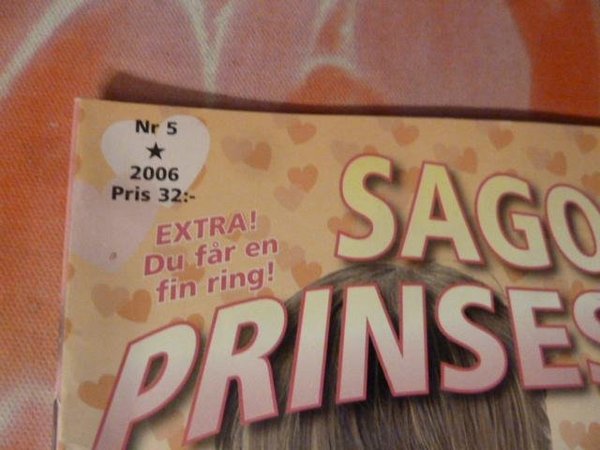 Nr 5
★
2006
Pris 32:-
EXTRA!
Du får en
fin ring!
SAGO
PRINSES